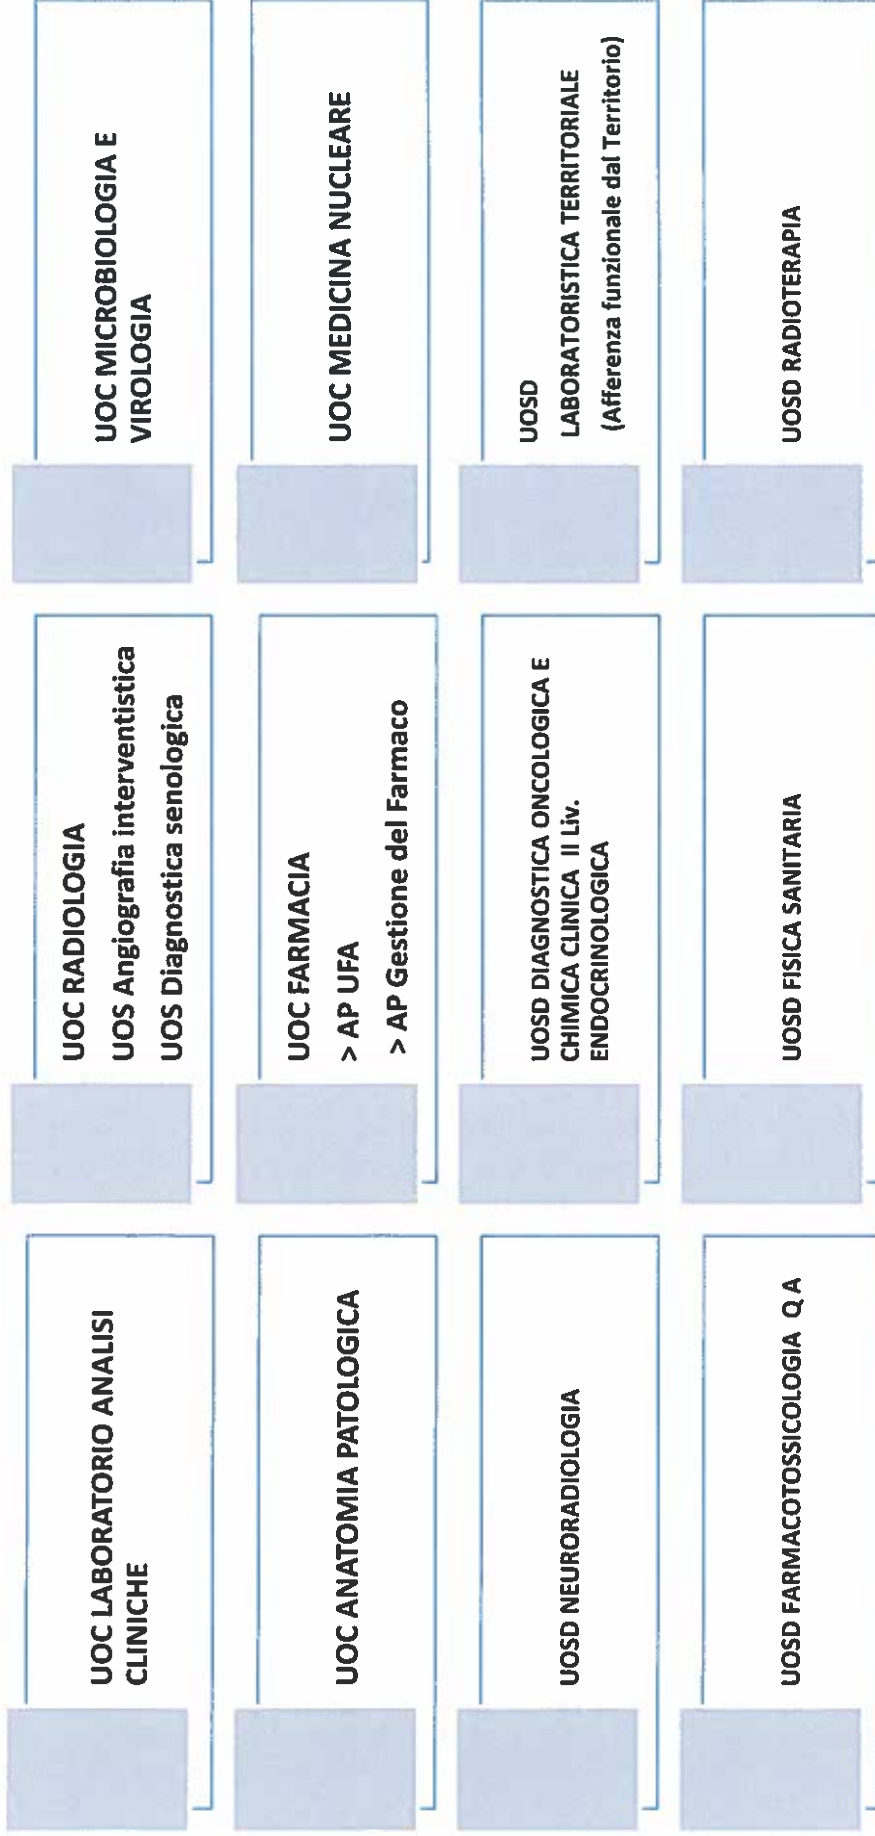 UOC LABORATORIO ANALISI
CLINICHE
UOC RADIOLOGIA
UOS Angiografia interventistica
UOS Diagnostica senologica
UOC MICROBIOLOGIA E
VIROLOGIA
UOC ANATOMIA PATOLOGICA
UOC FARMACIA
> AP UFA
> AP Gestione del Farmaco
UOC MEDICINA NUCLEARE
UOSD NEURORADIOLOGIA
UOSD DIAGNOSTICA ONCOLOGICA E
CHIMICA CLINICA II Liv.
ENDOCRINOLOGICA
UOSD
LABORATORISTICA TERRITORIALE
(Afferenza funzionale dal Territorio)
UOSD FARMACOTOSSICOLOGIA Q A
UOSD FISICA SANITARIA
UOSD RADIOTERAPIA